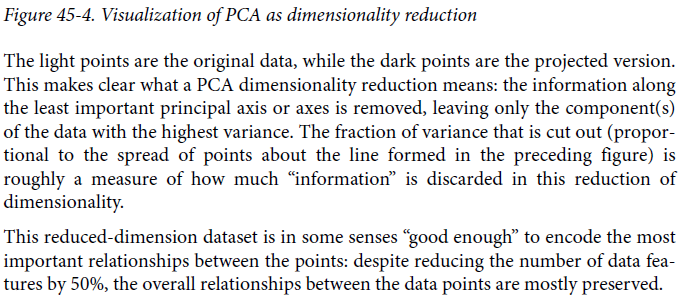 Figure 45-4. Visualization of PCA as dimensionality reduction
The light points are the original data, while the dark points are the projected version.
This makes clear what a PCA dimensionality reduction means: the information along
the least important principal axis or axes is removed, leaving only the component(s)
of the data with the highest variance. The fraction of variance that is cut out (propor-
tional to the spread of points about the line formed in the preceding figure) is
roughly a measure of how much “information” is discarded in this reduction of
dimensionality.
This reduced-dimension dataset is in some senses “good enough” to encode the most
important relationships between the points: despite reducing the number of data fea-
tures by 50%, the overall relationships between the data points are mostly preserved.